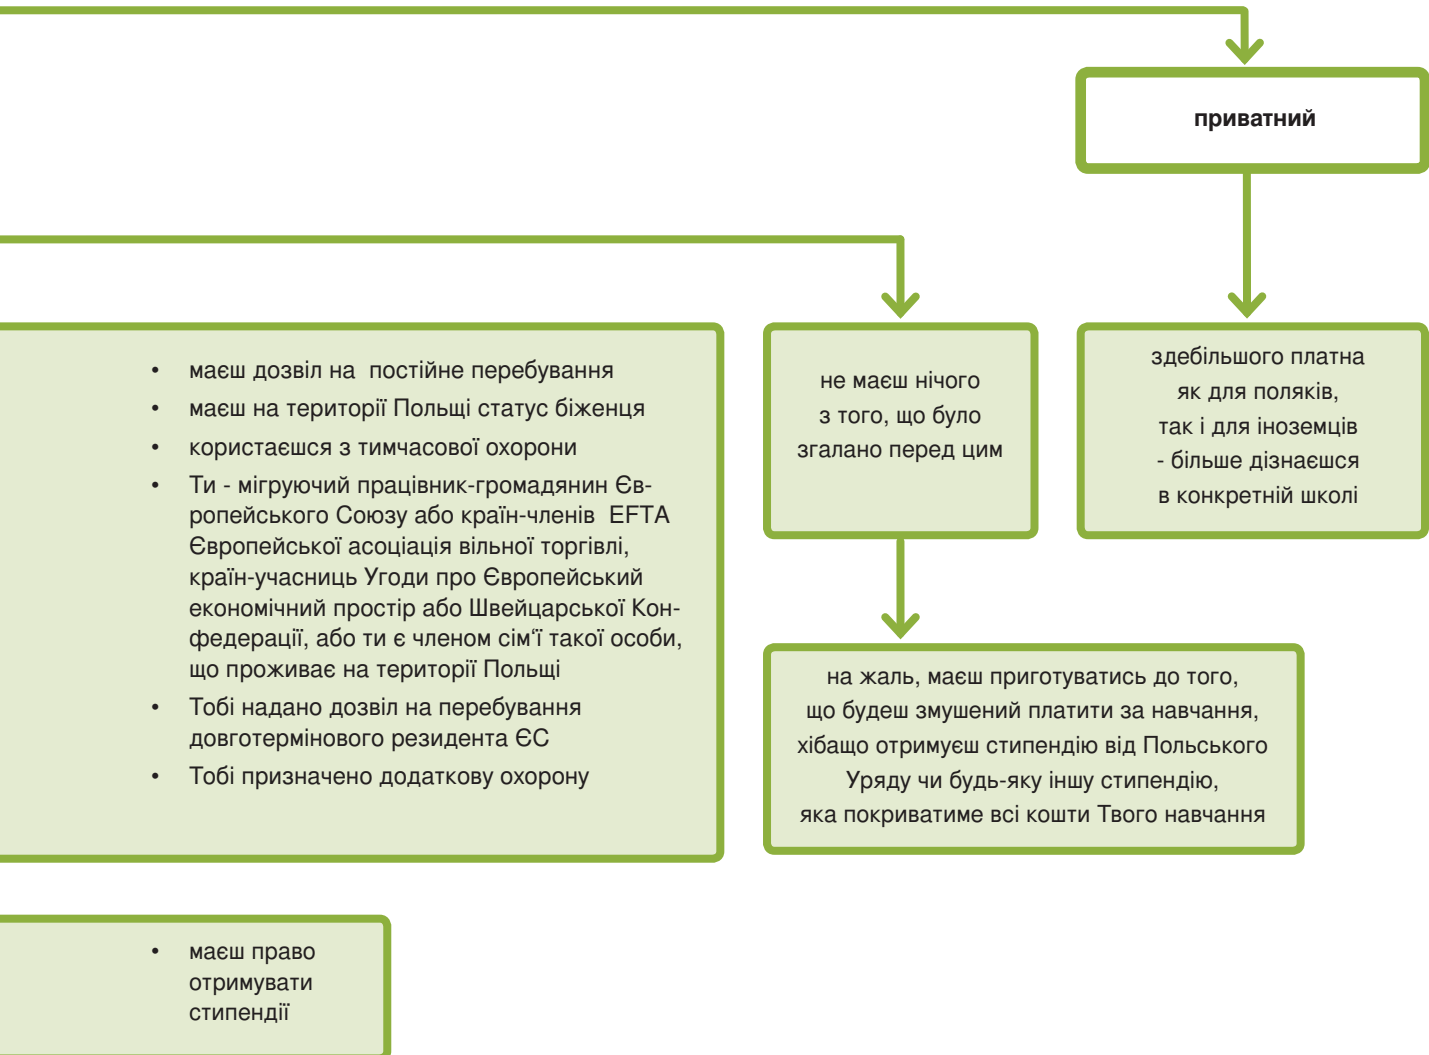 приватний
• маєш дозвіл на постійне перебування
• маєш на території Польщі статус біженця
• користаєшся з тимчасової охорони
• Ти - мігруючий працівник-громадянин Єв-
ропейського Союзу або країн-членів EFTA
Європейської асоціація вільної торгівлі,
країн-учасниць Угоди про Європейський
економічний простір або Швейцарської Кон-
федерації, або ти є членом сім‘ї такої особи,
що проживає на території Польщі
• Тобі надано дозвіл на перебування
довготермінового резидента ЄС
• Тобі призначено додаткову охорону
не маєш нічого
з того, що було
згалано перед цим
здебільшого платна
як для поляків,
так і для іноземців
- більше дізнаєшся
в конкретній школі
на жаль, маєш приготуватись до того,
що будеш змушений платити за навчання,
хібащо отримуєш стипендію від Польського
Уряду чи будь-яку іншу стипендію,
яка покриватиме всі кошти Твого навчання
• маєш право
отримувати
стипендії